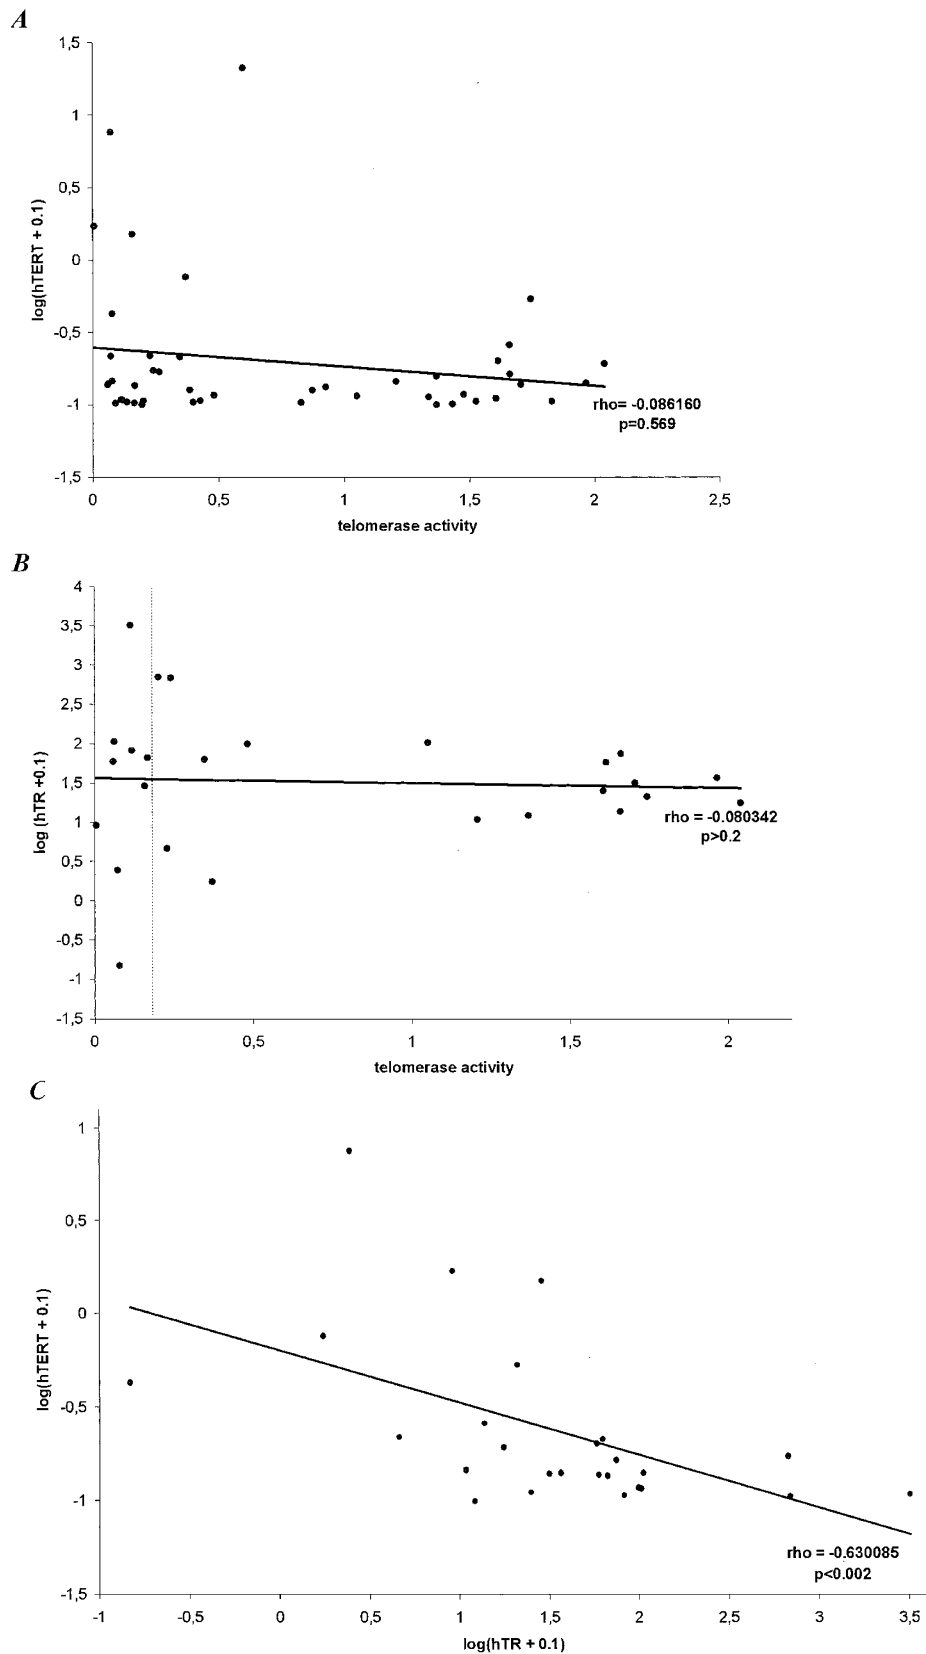 A
1,5
1
0,5
0
-0,5
-1
-1,5
log(hTERT + 0.1)
rho= -0.086160
p=0.569
0 0,5 1 1,5 2 2,5
telomerase activity
B
4
3,5
3
2,5
2
1,5
1
0,5
0
-0,5
-1
-1,5
log (hTR +0.1)
rho = -0.080342
p>0.2
0 0,5 1 1,5 2
telomerase activity
C
1
0,5
0
-0,5
-1
-1,5
log(hTERT + 0.1)
rho = -0.630085
p<0.002
-1 -0,5 0 0,5 1 1,5 2 2,5 3 3,5
log(hTR + 0.1)